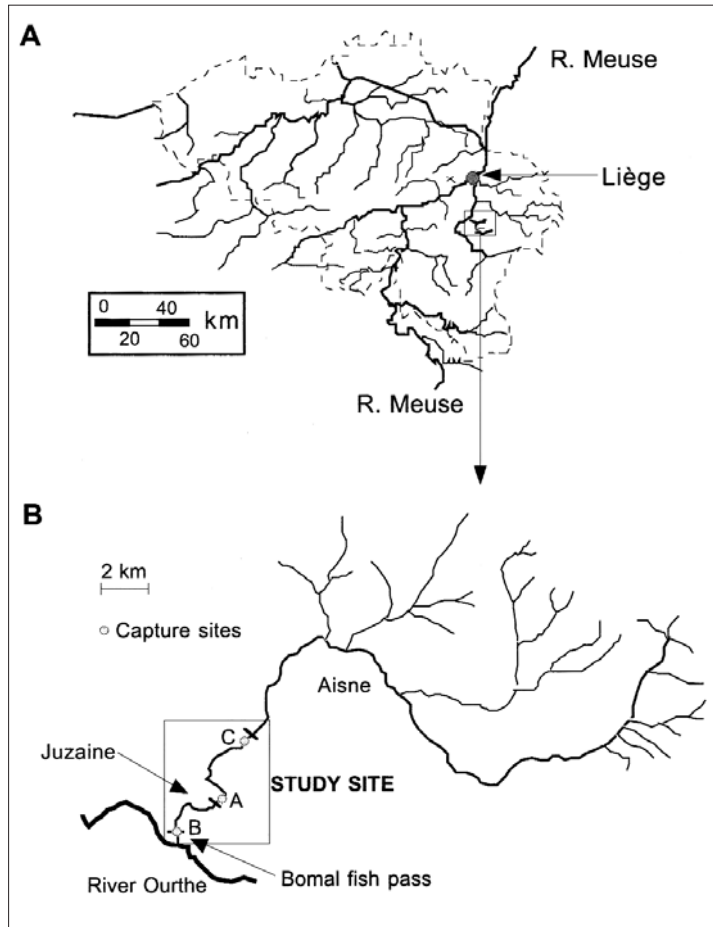 A
R. Meuse
Liège
0 40
km
20 60
R. Meuse
B
2 km
Capture sites
Aisne
C
Juzaine
STUDY SITE
A
B
Bomal fish pass
River Ourthe